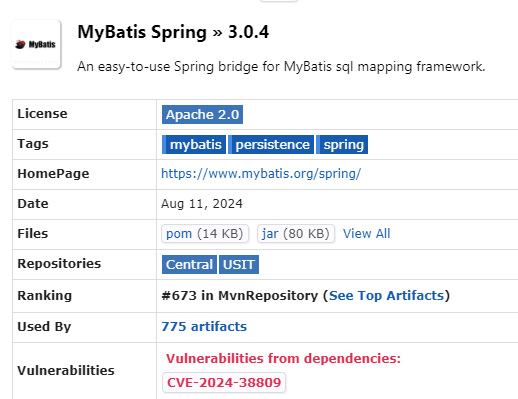 MyBatis
MyBatis Spring » 3.0.4
An easy-to-use Spring bridge for MyBatis sql mapping framework.
License Apache 2.0
Tags mybatis persistence spring
HomePage https://www.mybatis.org/spring/
Date Aug 11, 2024
Files pom (14 KB) jar (80 KB) View All
Repositories Central USIT
Ranking #673 in MvnRepository (See Top Artifacts)
Used By 775 artifacts
Vulnerabilities Vulnerabilities from dependencies:
CVE-2024-38809